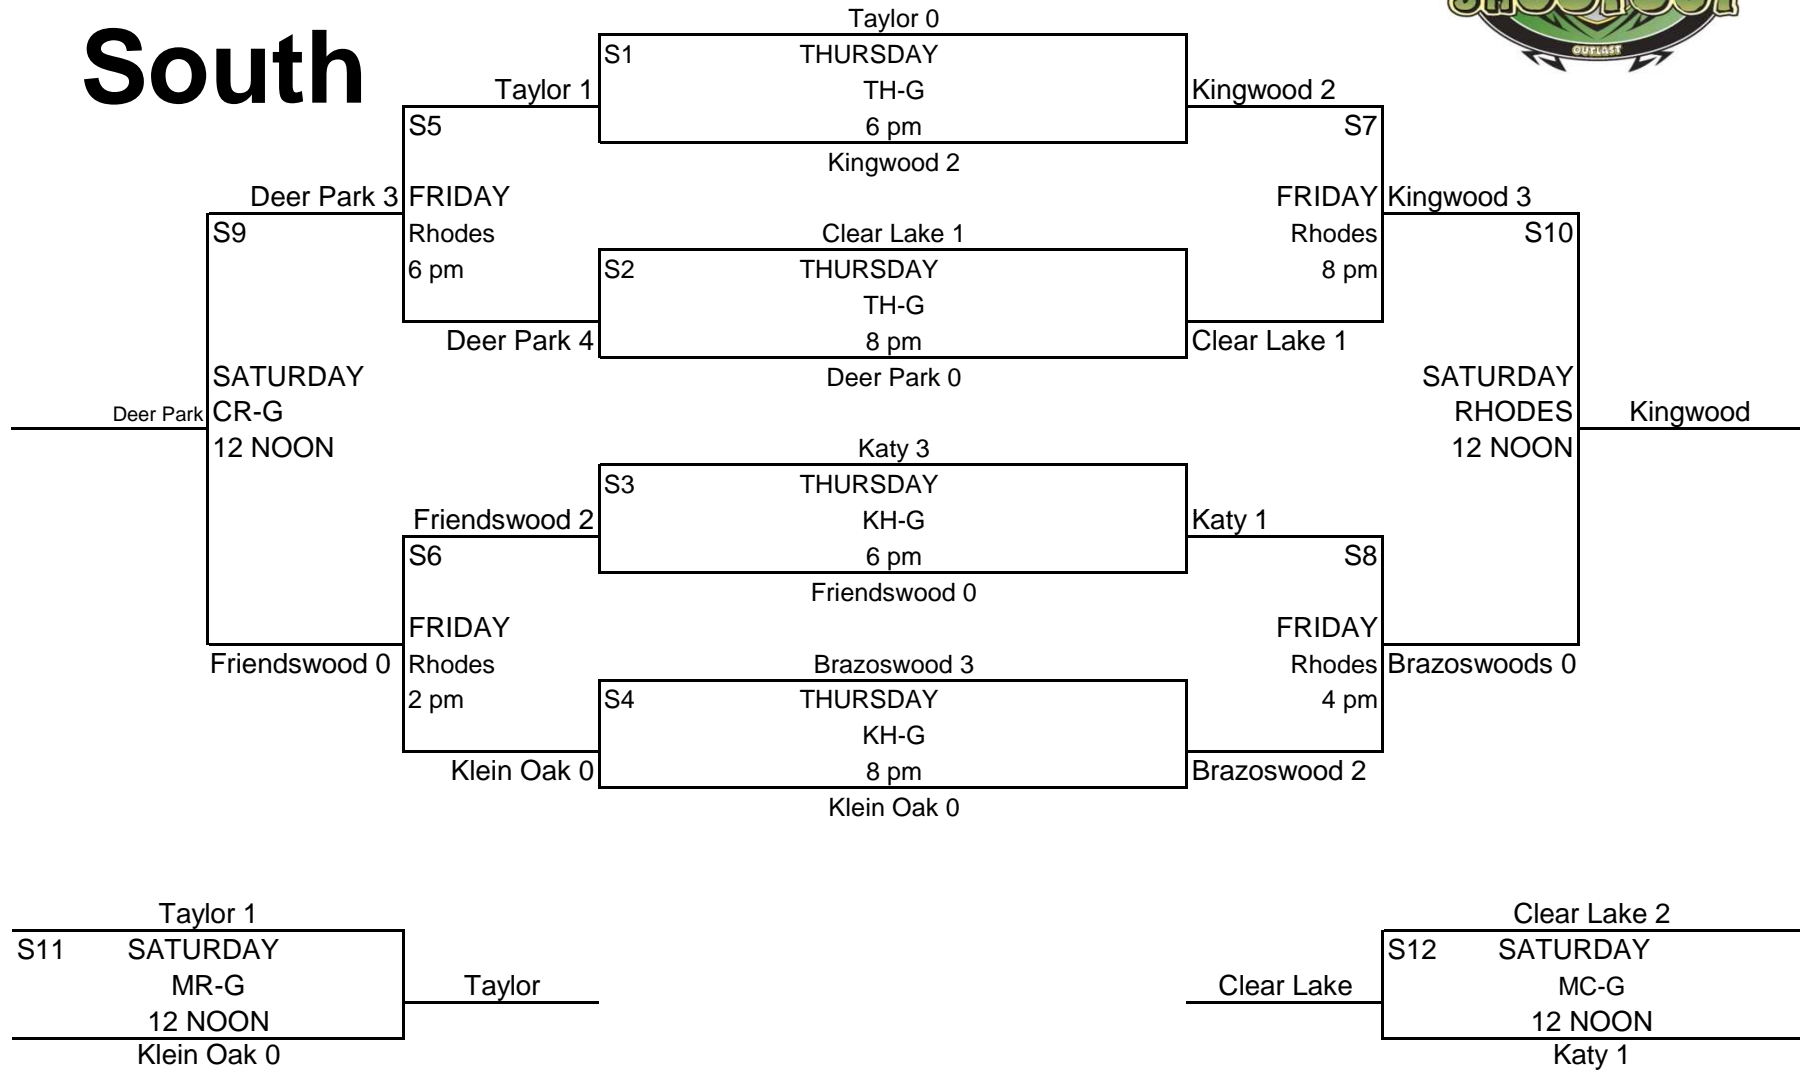 South
SHOOTOUT
OUTLAST
Taylor 0
S1 THURSDAY
TH-G
6 pm
Kingwood 2
Taylor 1
Kingwood 2
S5
FRIDAY
Rhodes
6 pm
S7
FRIDAY
Rhodes
8 pm
Deer Park 3
Kingwood 3
Clear Lake 1
S2 THURSDAY
TH-G
8 pm
Deer Park 0
Deer Park 4
Clear Lake 1
S9
SATURDAY
CR-G
12 NOON
Deer Park
S10
SATURDAY
RHODES
12 NOON
Kingwood
Katy 3
S3 THURSDAY
KH-G
6 pm
Friendswood 0
Friendswood 2
Katy 1
S6
FRIDAY
Rhodes
2 pm
S8
FRIDAY
Rhodes
4 pm
Friendswood 0
Brazoswoods 0
Brazoswood 3
S4 THURSDAY
KH-G
8 pm
Klein Oak 0
Klein Oak 0
Brazoswood 2
Taylor 1
S11 SATURDAY
MR-G
12 NOON
Klein Oak 0
Taylor
Clear Lake 2
S12 SATURDAY
MC-G
12 NOON
Katy 1
Clear Lake